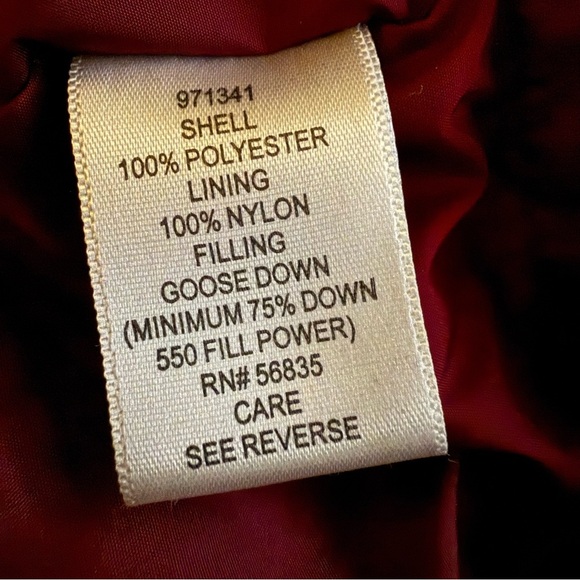 971341
SHELL
100% POLYESTER
LINING
100% NYLON
FILLING
GOOSE DOWN
(MINIMUM 75% DOWN
550 FILL POWER)
RN# 56835
CARE
SEE REVERSE